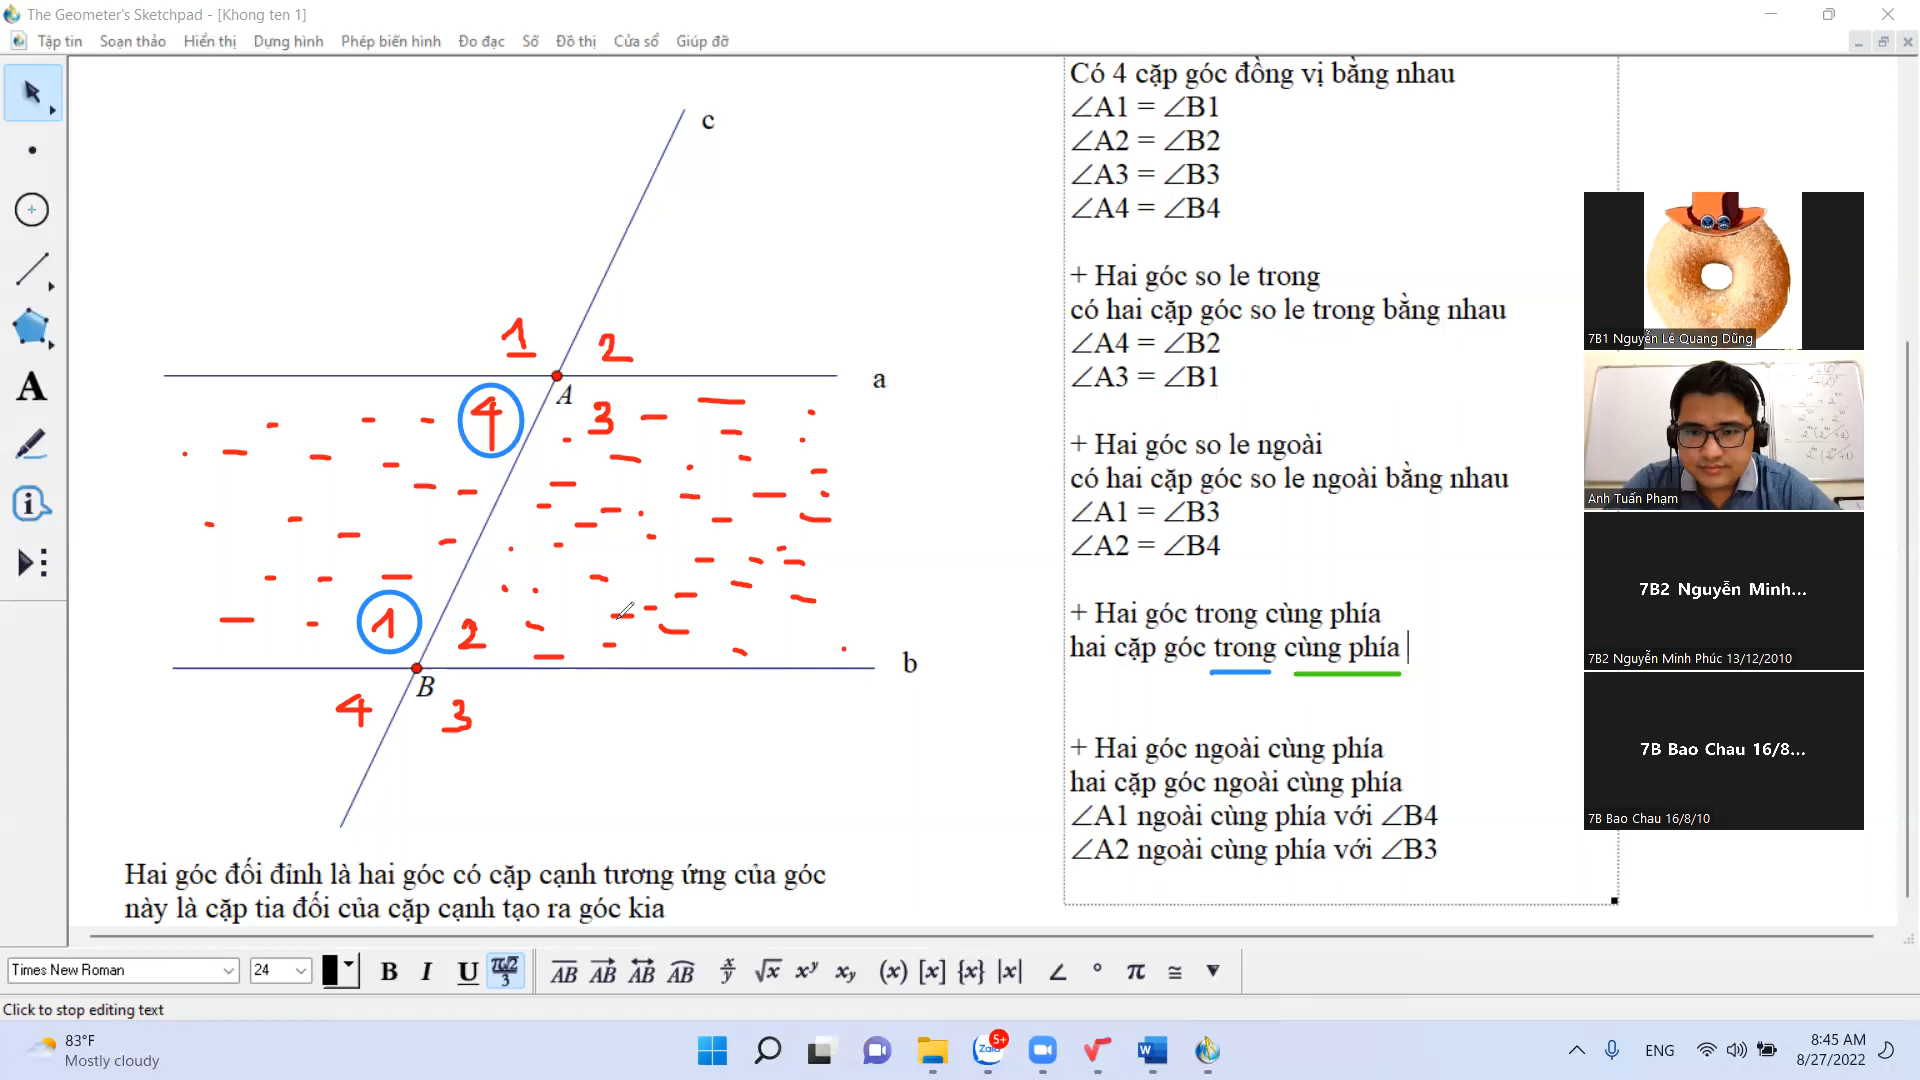 The Geometer's Sketchpad - [Khong ten 1]
Tập tin Soạn thảo Hiển thị Dựng hình Phép biến hình Đo đạc Số Đồ thị Cửa sổ Giúp đỡ
c
1 2
A
a
4 3
1 2
B
b
4 3
Hai góc đối đỉnh là hai góc có cặp cạnh tương ứng của góc
này là cặp tia đối của cặp cạnh tạo ra góc kia
Có 4 cặp góc đồng vị bằng nhau
∠A1 = ∠B1
∠A2 = ∠B2
∠A3 = ∠B3
∠A4 = ∠B4
+ Hai góc so le trong
có hai cặp góc so le trong bằng nhau
∠A4 = ∠B2
∠A3 = ∠B1
+ Hai góc so le ngoài
có hai cặp góc so le ngoài bằng nhau
∠A1 = ∠B3
∠A2 = ∠B4
+ Hai góc trong cùng phía
hai cặp góc trong cùng phía
+ Hai góc ngoài cùng phía
hai cặp góc ngoài cùng phía
∠A1 ngoài cùng phía với ∠B4
∠A2 ngoài cùng phía với ∠B3
7B1 Nguyễn Lê Quang Dũng
Anh Tuấn Phạm
7B2 Nguyễn Minh...
7B2 Nguyễn Minh Phúc 13/12/2010
7B Bao Chau 16/8...
7B Bao Chau 16/8/10
Times New Roman 24 B I U π√2/3 AB AB AB AB x/y √x x^y x_y (x) [x] {x} |x| ∠ ° π ≅
Click to stop editing text
83°F
Mostly cloudy
Zalo 5+
ENG
8:45 AM
8/27/2022